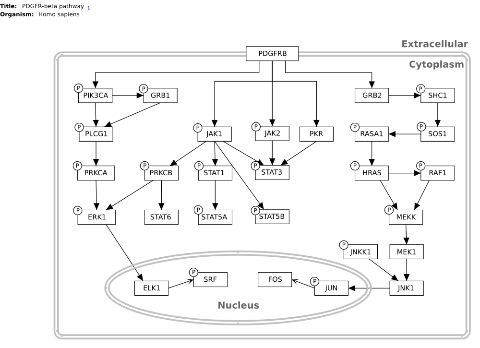 Title: PDGFR-beta pathway 1
Organism: Homo sapiens
Extracellular
PDGFRB
Cytoplasm
P P P
PIK3CA GRB1 GRB2 SHC1
P P P P
PLCG1 JAK1 JAK2 PKR RASA1 SOS1
P P P P P P
PRKCA PRKCB STAT1 STAT3 HRAS RAF1
P P P P
ERK1 STAT6 STAT5A STAT5B MEKK
P
JNKK1 MEK1
P P
ELK1 SRF FOS JUN JNK1
Nucleus